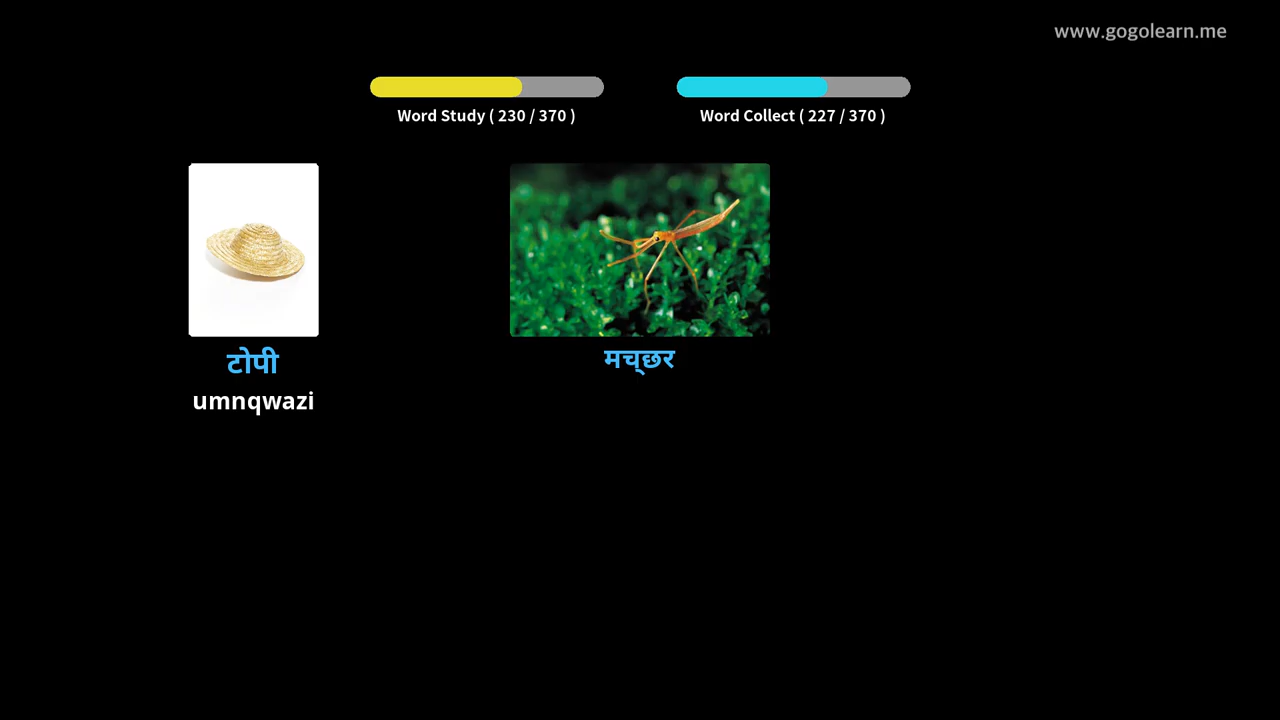 www.gogolearn.me
Word Study ( 230 / 370 )
Word Collect ( 227 / 370 )
टोपी
umnqwazi
मच्छर